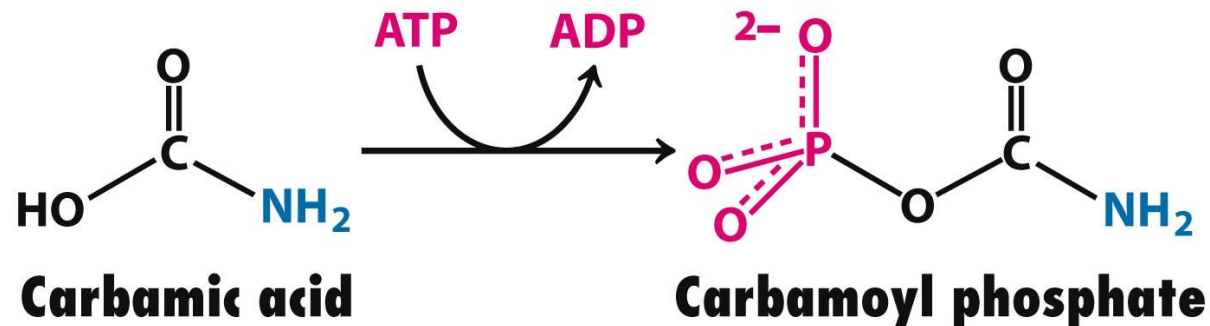 ATP ADP
2–
O
O
O
C
HO
NH₂
O
P
O
O
O
C
NH₂
Carbamic acid
Carbamoyl phosphate